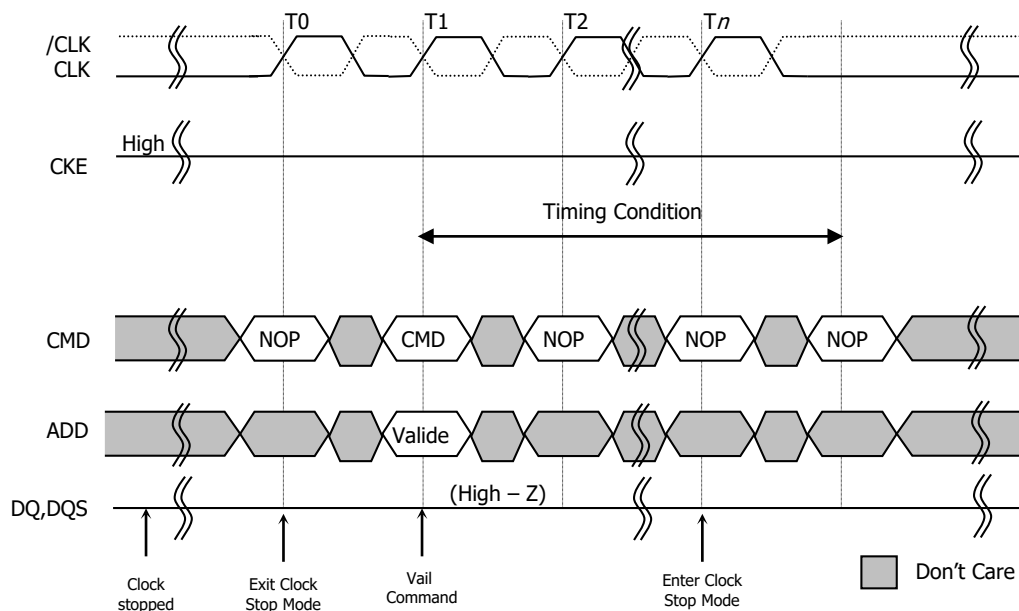 T0 T1 T2 Tn
/CLK
CLK
High
CKE
Timing Condition
CMD NOP CMD NOP NOP NOP
ADD Valide
(High – Z)
DQ,DQS
Clock
stopped
Exit Clock
Stop Mode
Vail
Command
Enter Clock
Stop Mode
Don't Care